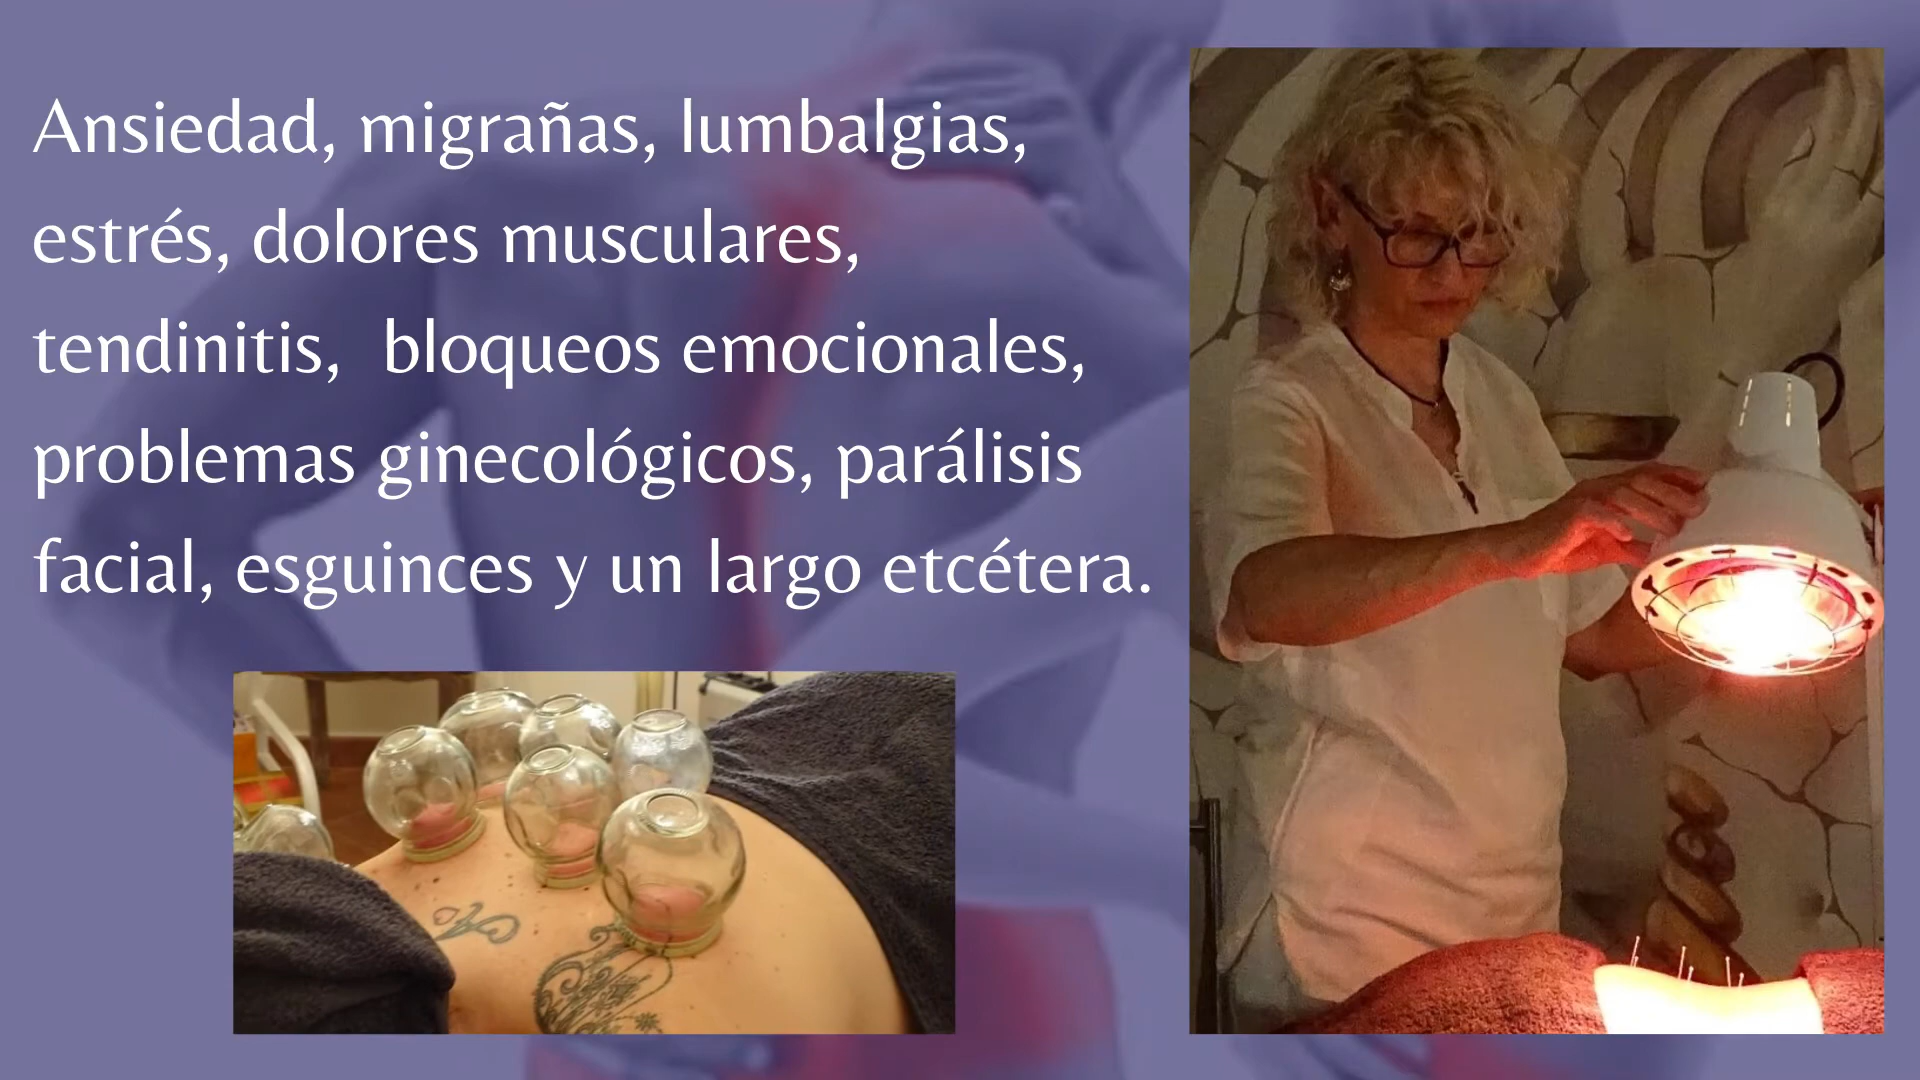 Ansiedad, migrañas, lumbalgias,
estrés, dolores musculares,
tendinitis,  bloqueos emocionales,
problemas ginecológicos, parálisis
facial, esguinces y un largo etcétera.